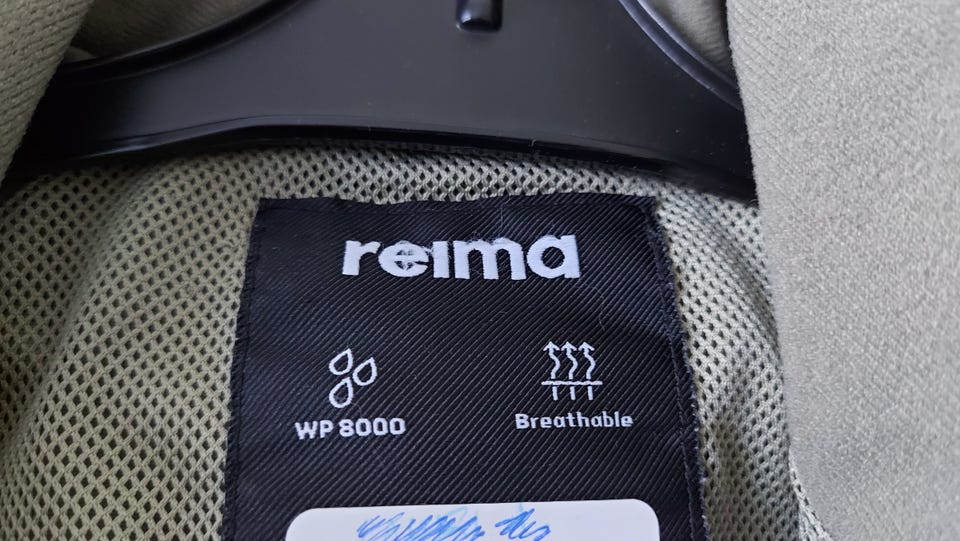 reima
WP 8000
Breathable